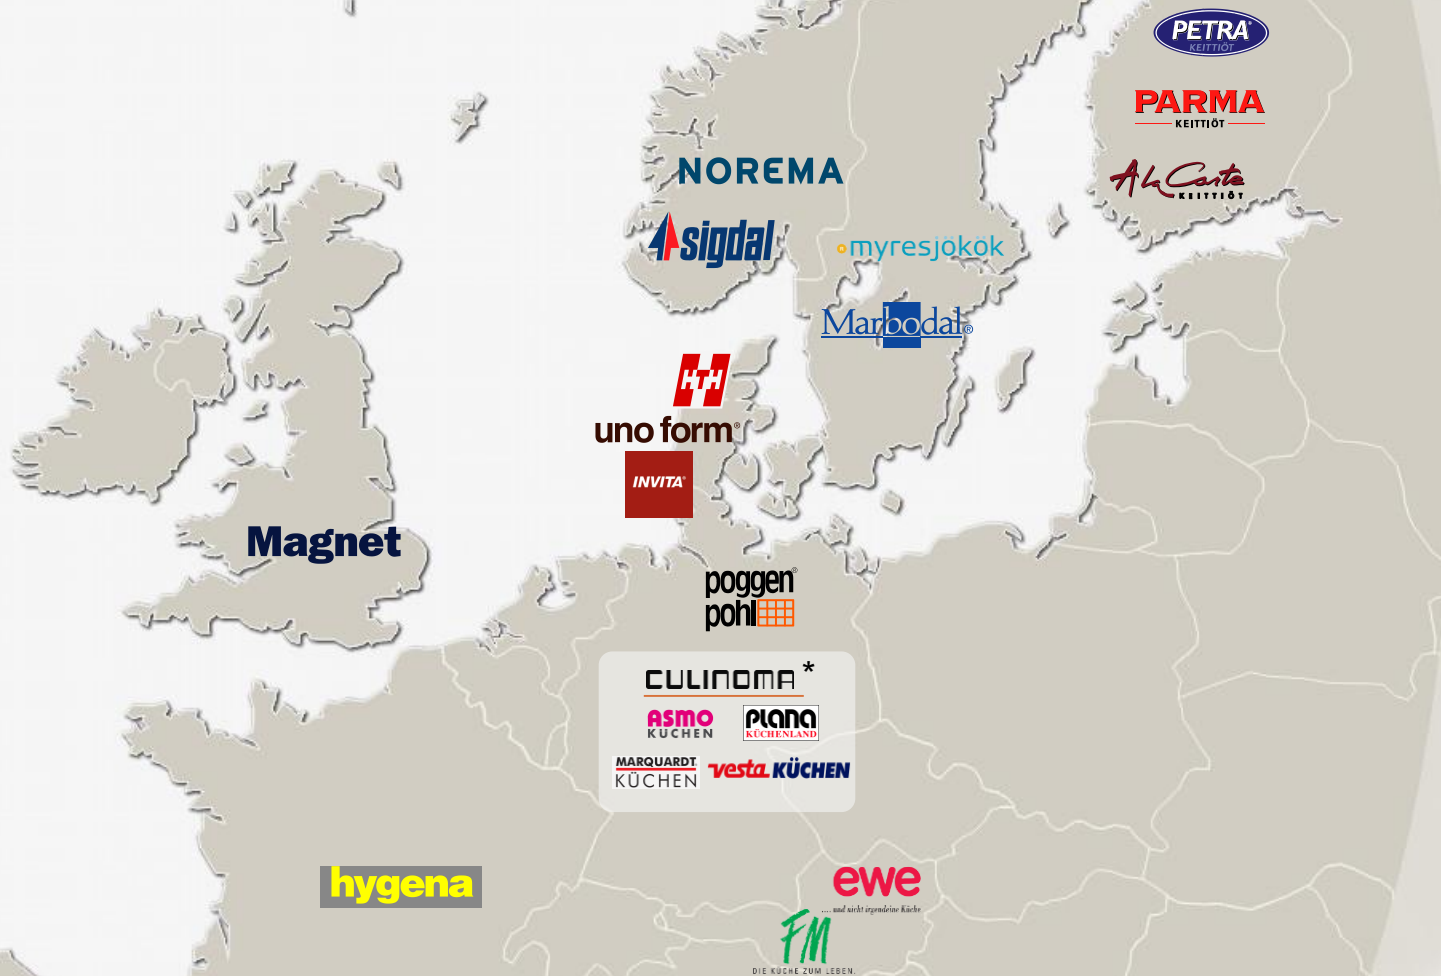 PETRA®
KEITTIÖT
PARMA
KEITTIÖT
A la Carte
KEITTIÖT
NOREMA
sigdal
myresjökök
Marbodal®
HTH
uno form®
INVITA®
Magnet
poggen®
pohl
CULINOMA*
ASMO
KÜCHEN
PLANA
KÜCHENLAND
MARQUARDT
KÜCHEN
vesta KÜCHEN
hygena
ewe
.... und nicht irgendeine Küche
FM
DIE KÜCHE ZUM LEBEN.